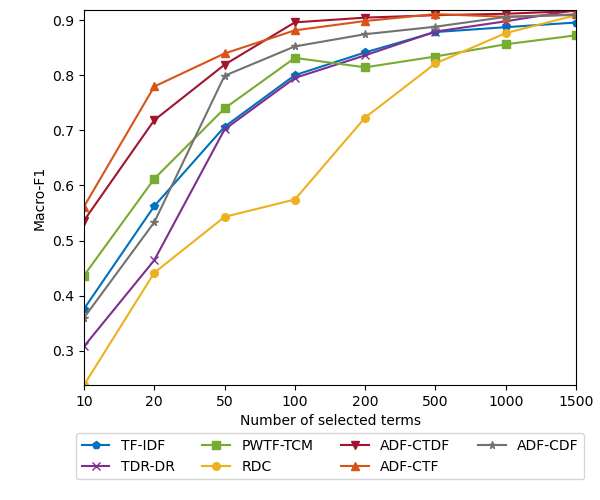 0.9
0.8
0.7
0.6
0.5
0.4
0.3
Macro-F1
10 20 50 100 200 500 1000 1500
Number of selected terms
TF-IDF PWTF-TCM ADF-CTDF ADF-CDF
TDR-DR RDC ADF-CTF